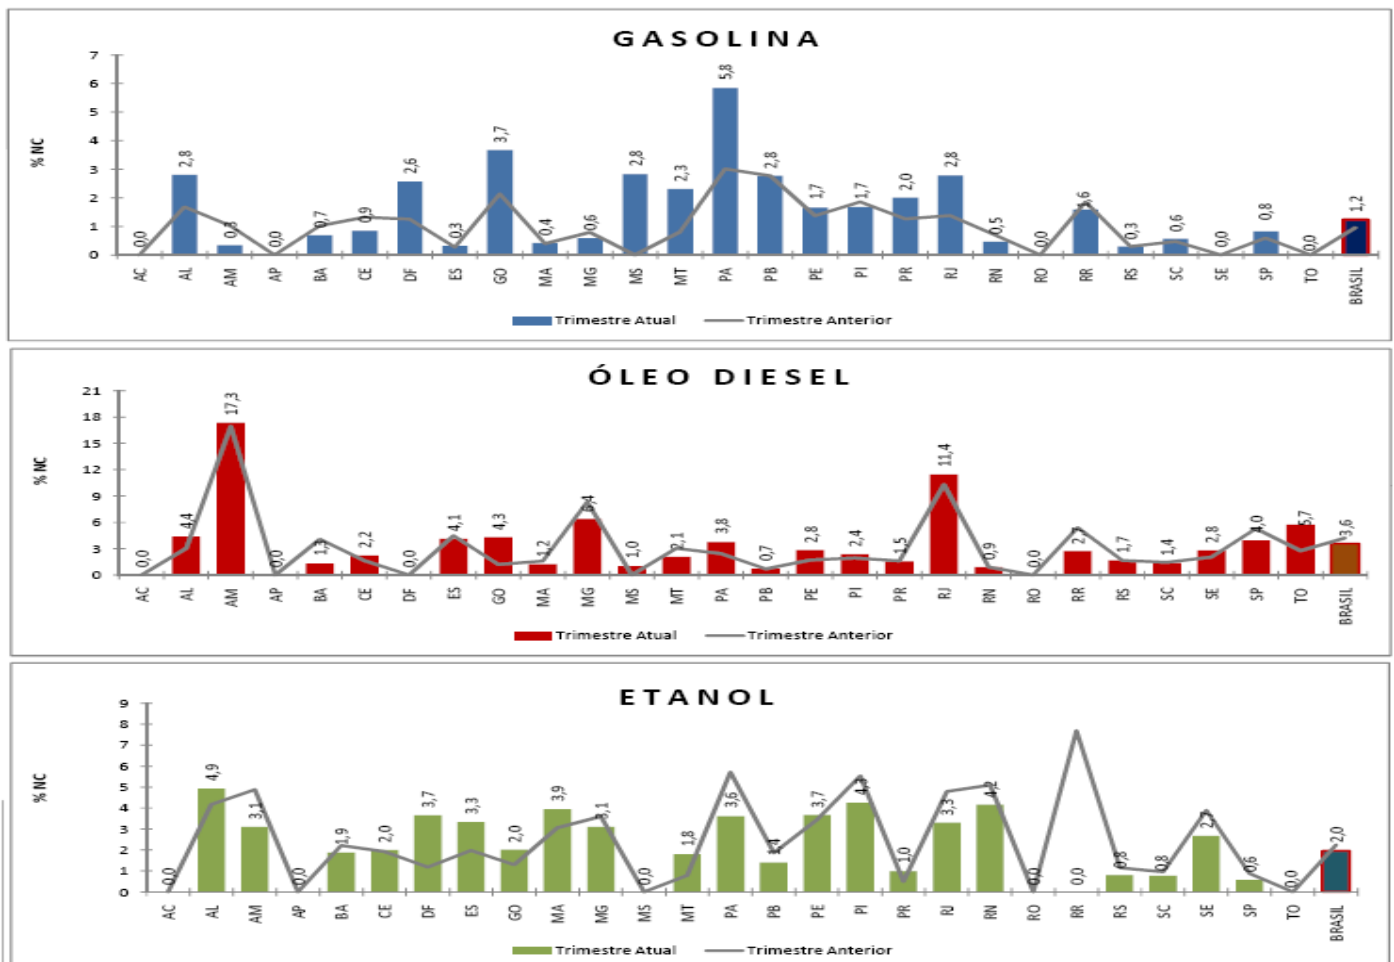 GASOLINA
% NC
7
6
5
4
3
2
1
0
0,0 2,8 0,3 0,0 0,7 0,9 2,6 0,3 3,7 0,4 0,6 2,8 2,3 5,8 2,8 1,7 1,7 2,0 2,8 0,5 0,0 1,6 0,3 0,6 0,0 0,8 0,0 1,2
AC AL AM AP BA CE DF ES GO MA MG MS MT PA PB PE PI PR RJ RN RO RR RS SC SE SP TO BRASIL
Trimestre Atual Trimestre Anterior
ÓLEO DIESEL
% NC
21
18
15
12
9
6
3
0
0,0 4,4 17,3 0,0 1,3 2,2 0,0 4,1 4,3 1,2 6,4 1,0 2,1 3,8 0,7 2,8 2,4 1,5 11,4 0,9 0,0 1,7 1,4 2,8 4,0 5,7 3,6
AC AL AM AP BA CE DF ES GO MA MG MS MT PA PB PE PI PR RJ RN RO RR RS SC SE SP TO BRASIL
Trimestre Atual Trimestre Anterior
ETANOL
% NC
9
8
7
6
5
4
3
2
1
0
0,0 4,9 3,1 0,0 1,9 2,0 3,7 3,3 2,0 3,9 3,1 0,0 1,8 3,6 1,4 3,7 4,3 1,0 3,3 4,2 0,0 0,0 0,8 0,8 0,6 0,0 2,0
AC AL AM AP BA CE DF ES GO MA MG MS MT PA PB PE PI PR RJ RN RO RR RS SC SE SP TO BRASIL
Trimestre Atual Trimestre Anterior